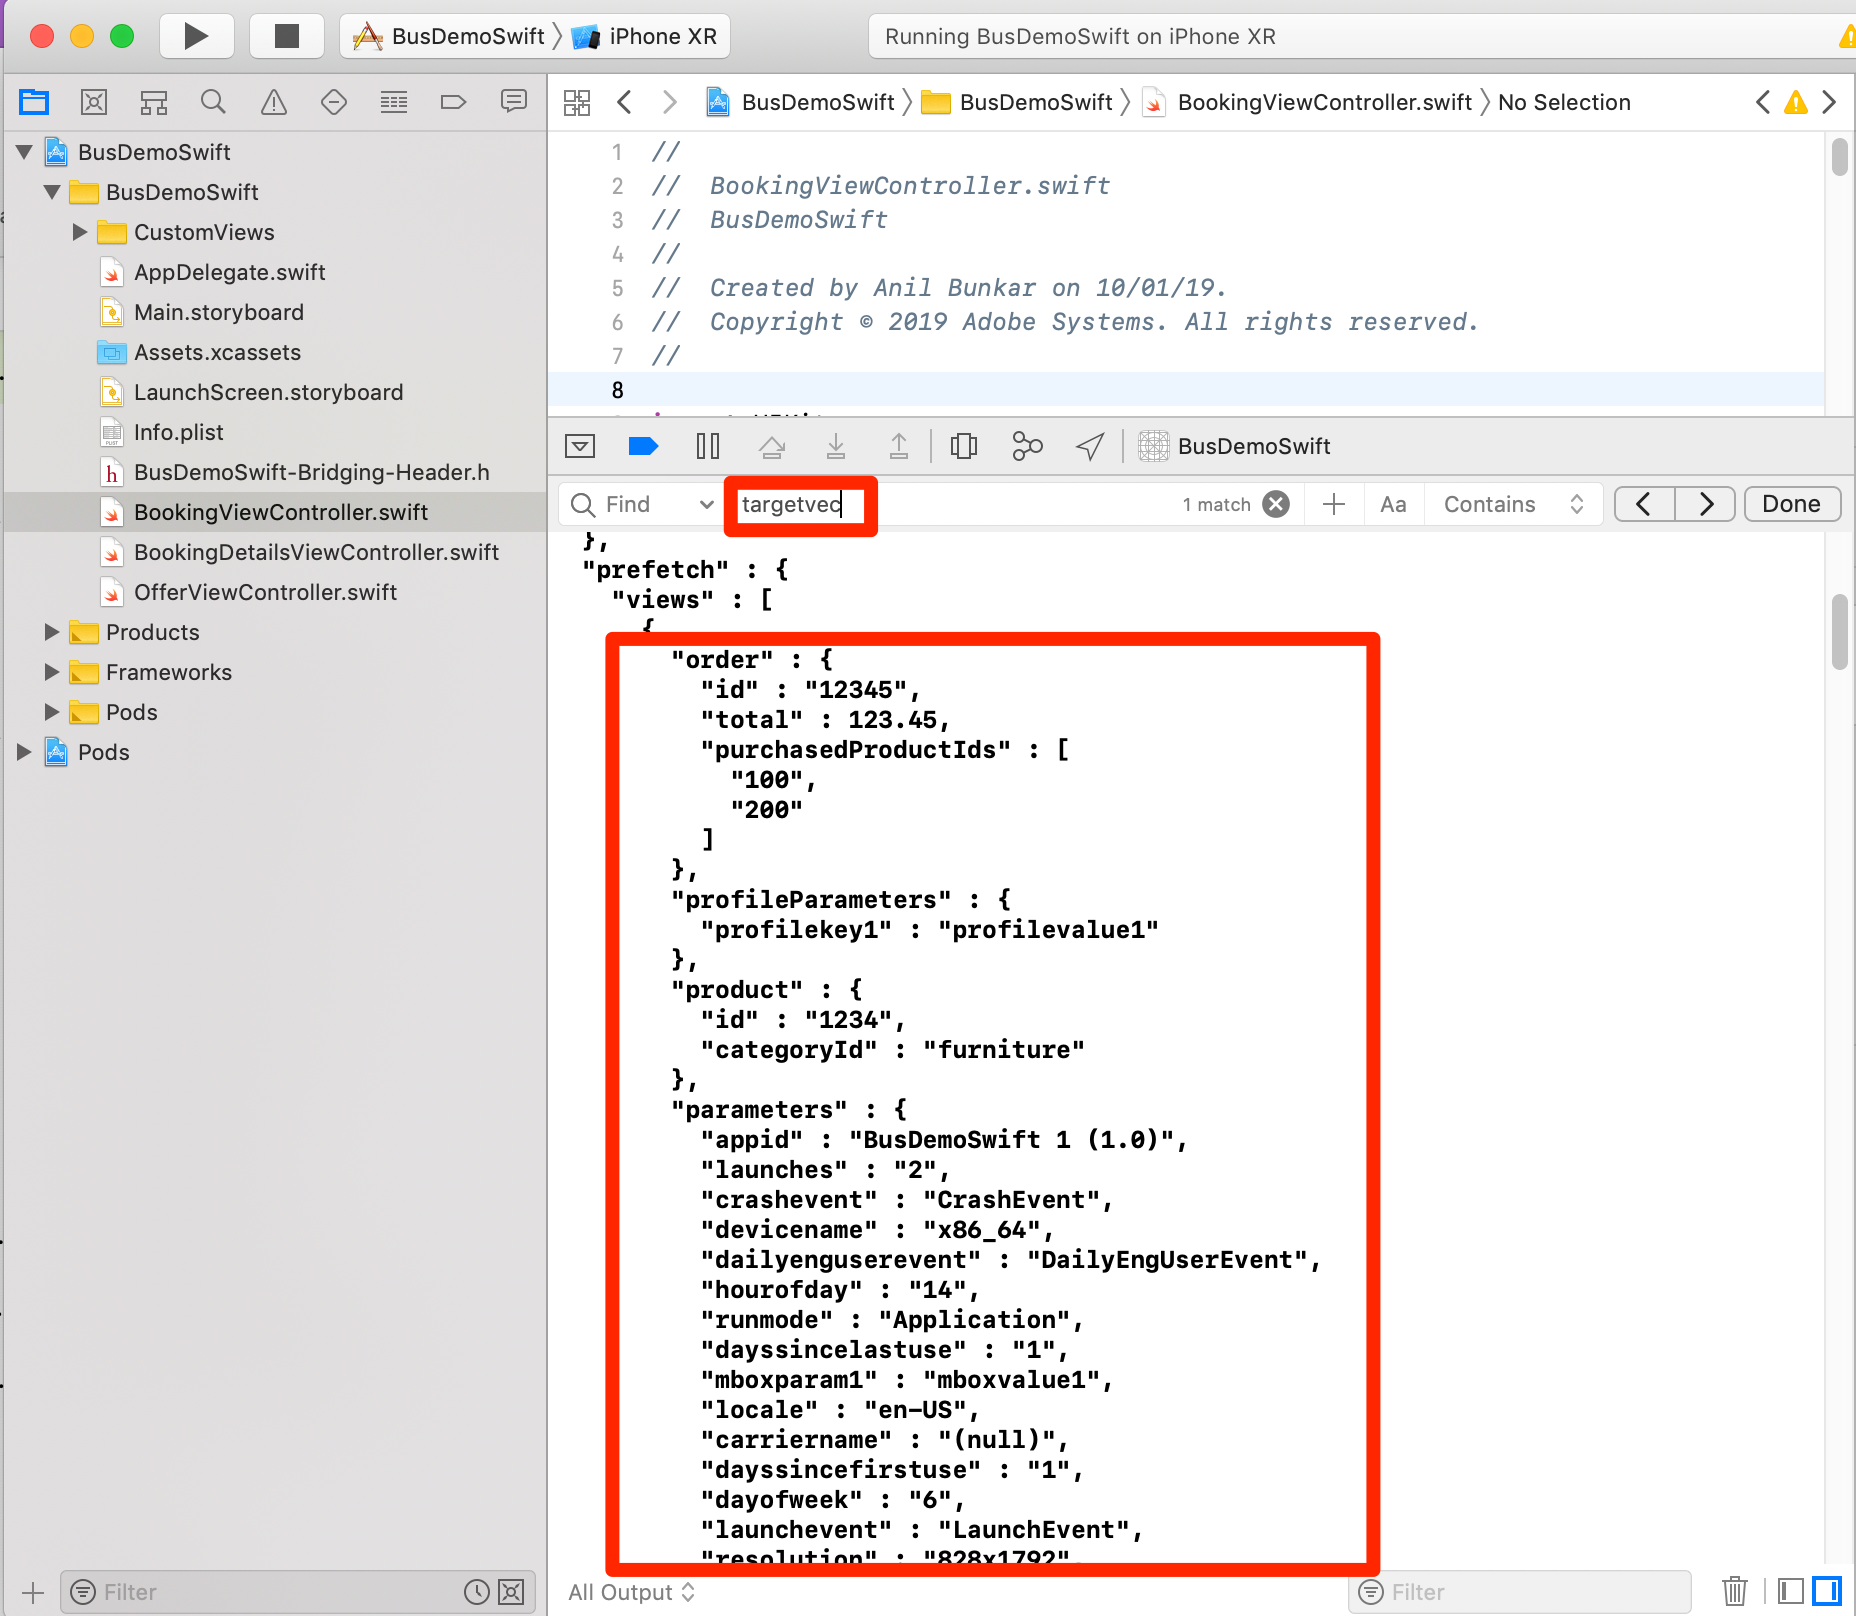 BusDemoSwift
iPhone XR
Running BusDemoSwift on iPhone XR
BusDemoSwift
BusDemoSwift
CustomViews
AppDelegate.swift
Main.storyboard
Assets.xcassets
LaunchScreen.storyboard
Info.plist
BusDemoSwift-Bridging-Header.h
BookingViewController.swift
BookingDetailsViewController.swift
OfferViewController.swift
Products
Frameworks
Pods
Pods
Filter
BusDemoSwift BusDemoSwift BookingViewController.swift No Selection
1 //
2 // BookingViewController.swift
3 // BusDemoSwift
4 //
5 // Created by Anil Bunkar on 10/01/19.
6 // Copyright © 2019 Adobe Systems. All rights reserved.
7 //
8
BusDemoSwift
Find targetvec 1 match Aa Contains Done
},
"prefetch" : {
"views" : [
{
"order" : {
"id" : "12345",
"total" : 123.45,
"purchasedProductIds" : [
"100",
"200"
]
},
"profileParameters" : {
"profilekey1" : "profilevalue1"
},
"product" : {
"id" : "1234",
"categoryId" : "furniture"
},
"parameters" : {
"appid" : "BusDemoSwift 1 (1.0)",
"launches" : "2",
"crashevent" : "CrashEvent",
"devicename" : "x86_64",
"dailyenguserevent" : "DailyEngUserEvent",
"hourofday" : "14",
"runmode" : "Application",
"dayssincelastuse" : "1",
"mboxparam1" : "mboxvalue1",
"locale" : "en-US",
"carriername" : "(null)",
"dayssincefirstuse" : "1",
"dayofweek" : "6",
"launchevent" : "LaunchEvent",
"resolution" : "828x1792",
All Output
Filter